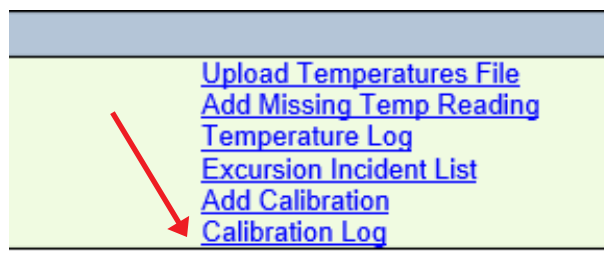 Upload Temperatures File
Add Missing Temp Reading
Temperature Log
Excursion Incident List
Add Calibration
Calibration Log